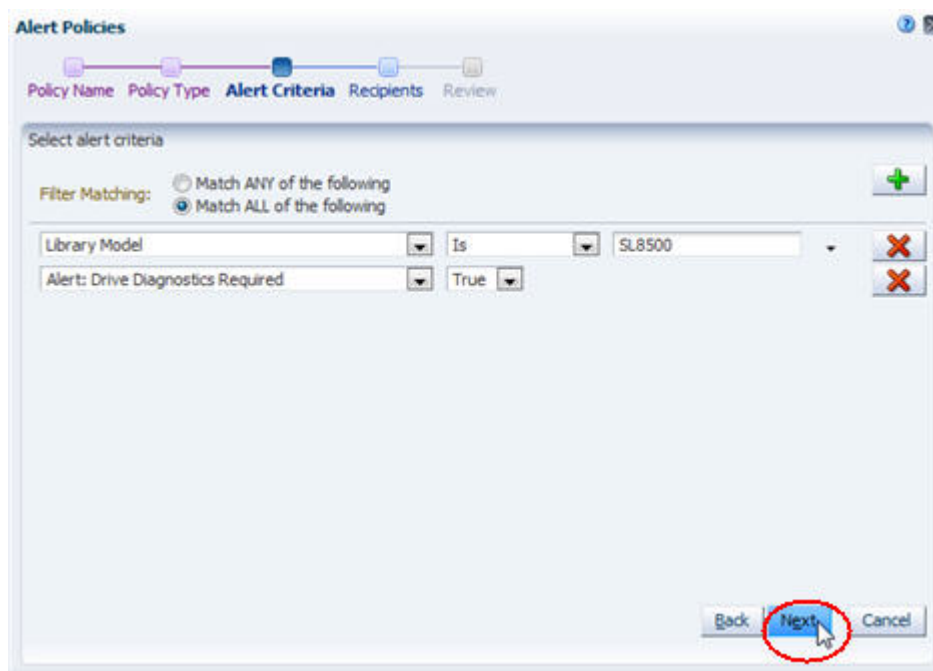 Alert Policies
Policy Name Policy Type Alert Criteria Recipients Review
Select alert criteria
Filter Matching:
Match ANY of the following
Match ALL of the following
Library Model Is SL8500
Alert: Drive Diagnostics Required True
Back Next Cancel